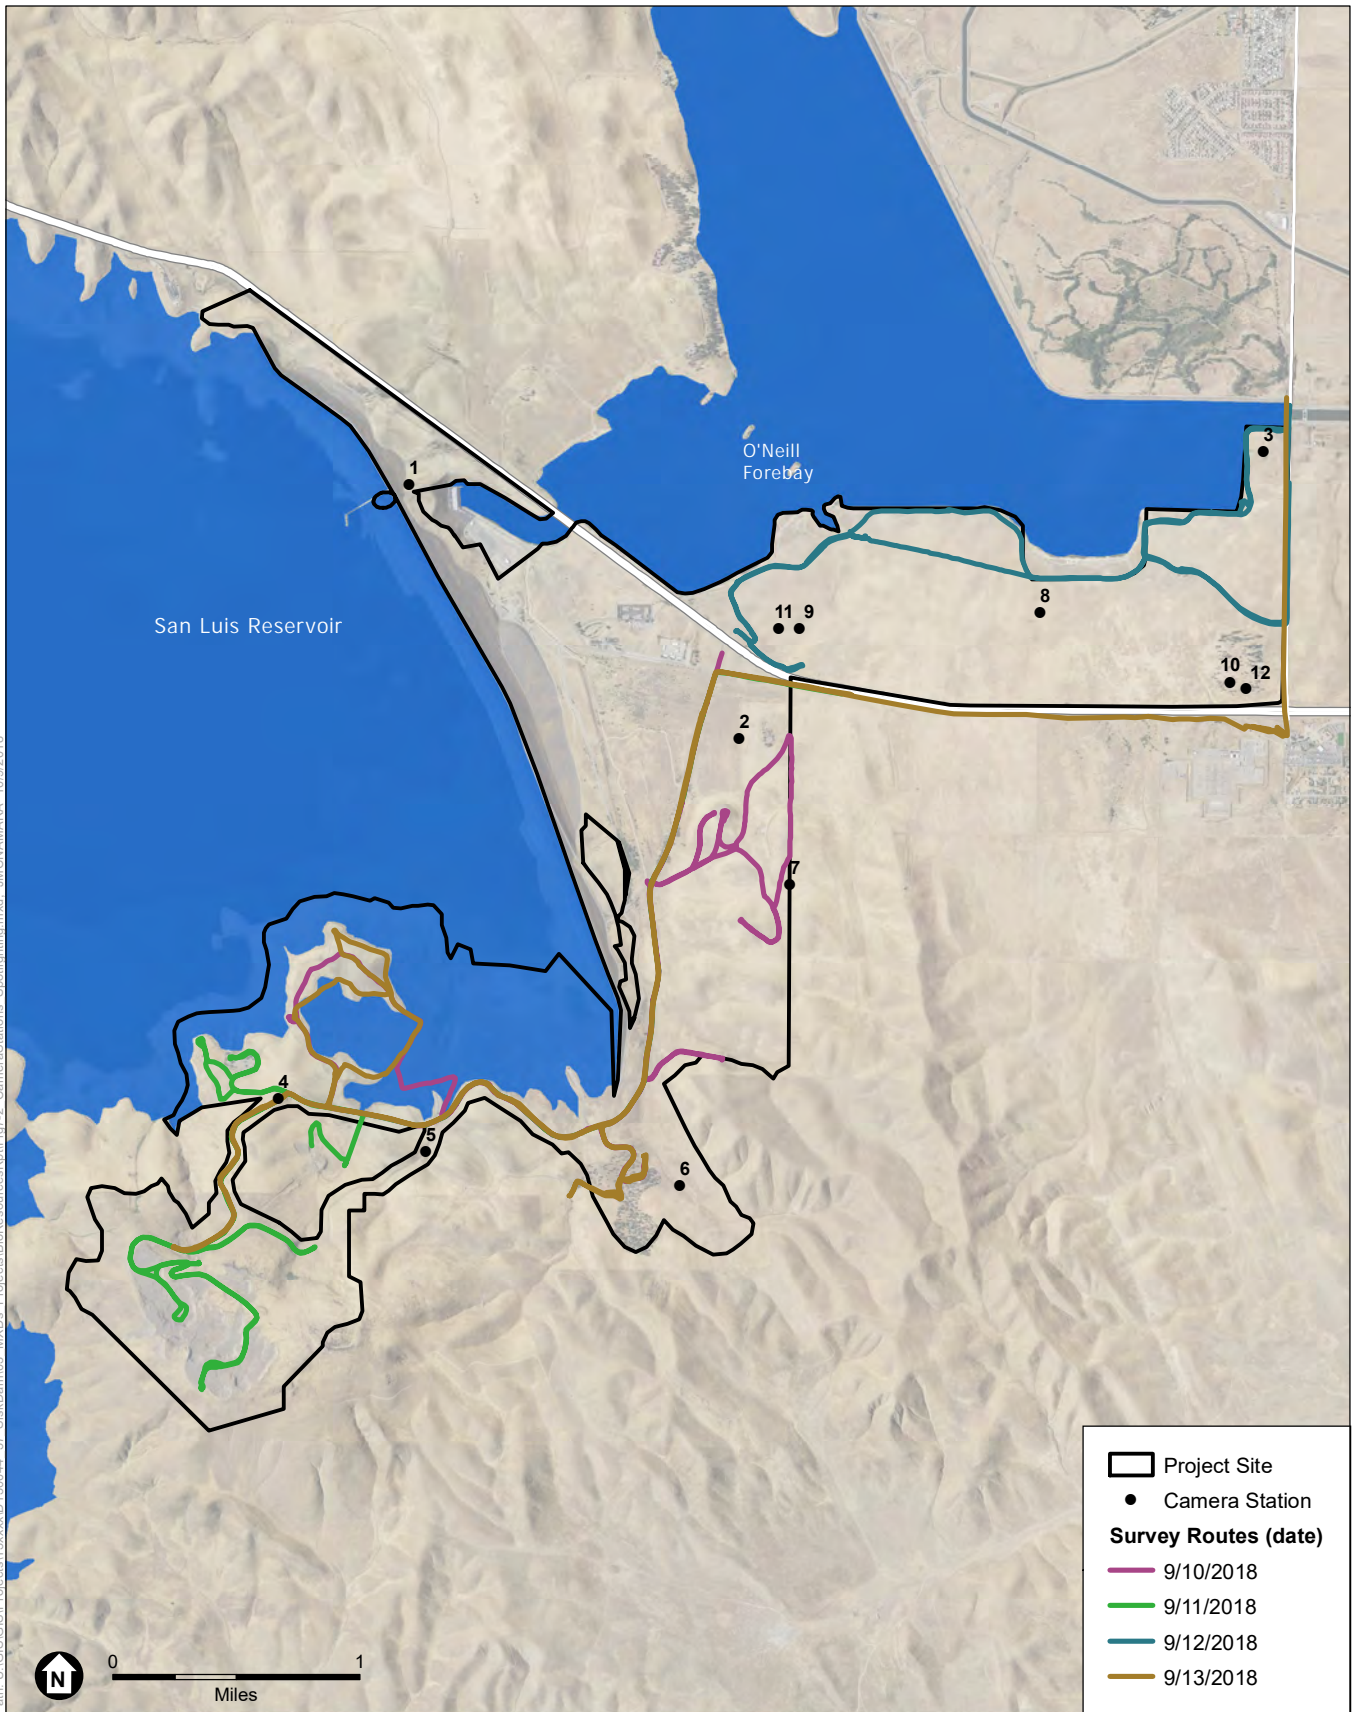 3
1
O'Neill
Forebay
8
11 9
San Luis Reservoir
10 12
2
7
4
5
6
Project Site
Camera Station
Survey Routes (date)
9/10/2018
9/11/2018
9/12/2018
9/13/2018
N
0 1
Miles